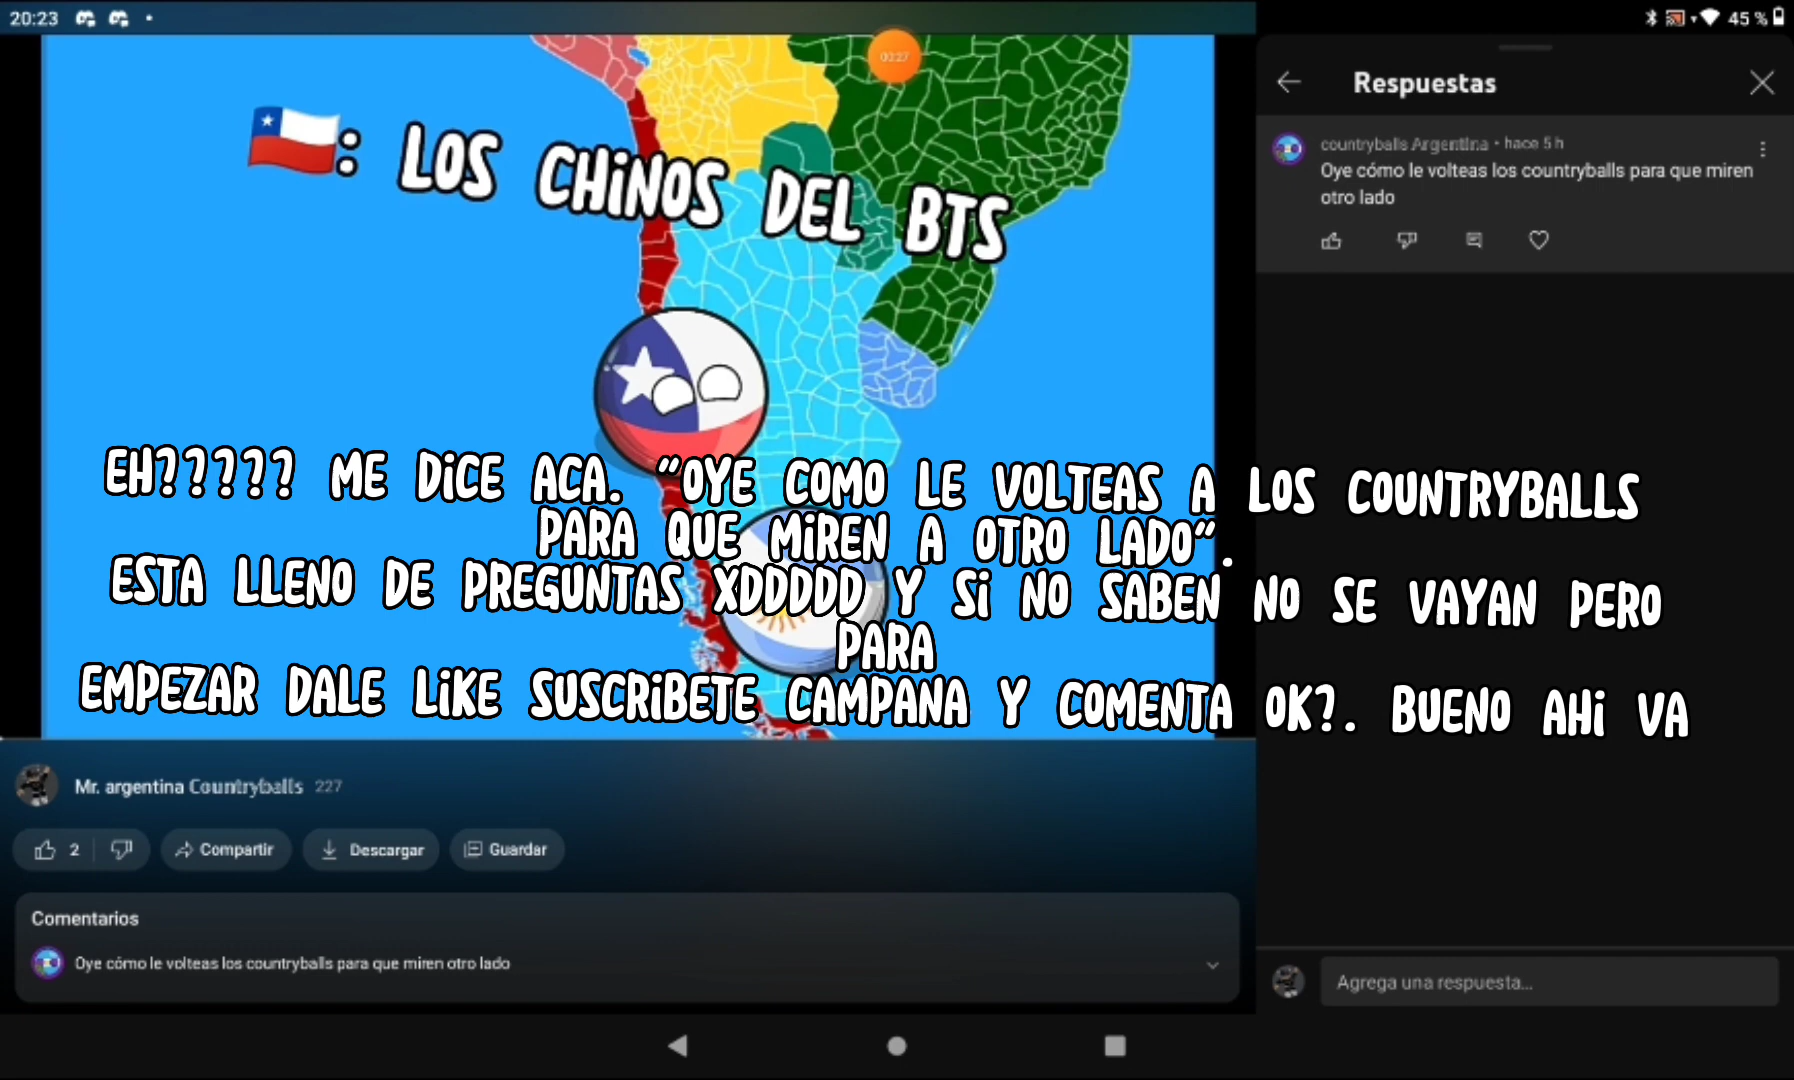 20:23
45 %
03:27
: LOS CHiNOS DEL BTS
EH????? ME DiCE ACA. "OYE COMO LE VOLTEAS A LOS COUNTRYBALLS
PARA QUE MiREN A OTRO LADO".
ESTA LLENO DE PREGUNTAS XDDDDD Y Si NO SABEN NO SE VAYAN PERO
PARA
EMPEZAR DALE LiKE SUSCRiBETE CAMPANA Y COMENTA OK?. BUENO AHi VA
Mr. argentina Countryballs 227
2
Compartir
Descargar
Guardar
Comentarios
Oye cómo le volteas los countryballs para que miren otro lado
Respuestas
countryballs Argentina • hace 5 h
Oye cómo le volteas los countryballs para que miren
otro lado
Agrega una respuesta...